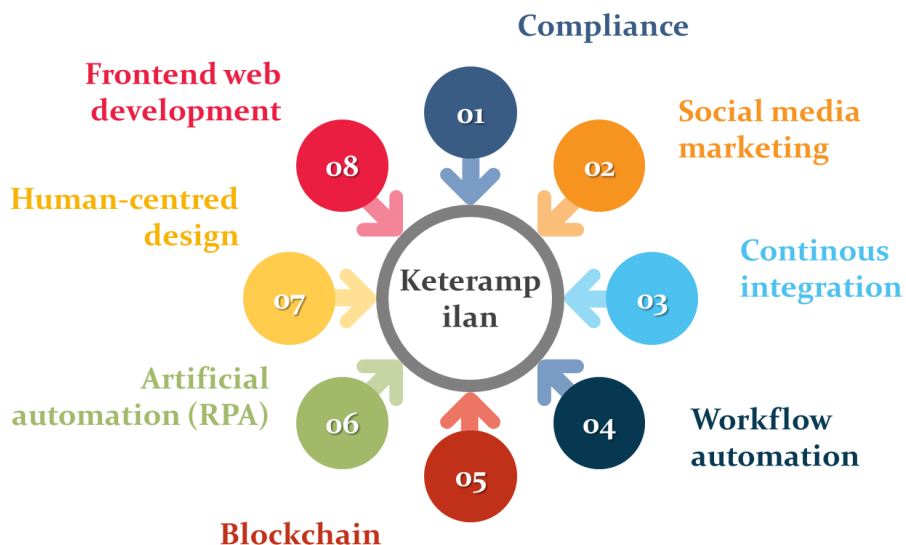 Compliance
01
Social media
marketing
02
Continous
integration
03
Workflow
automation
04
Blockchain
05
Artificial
automation (RPA)
06
Human-centred
design
07
Frontend web
development
08
Keteramp
ilan